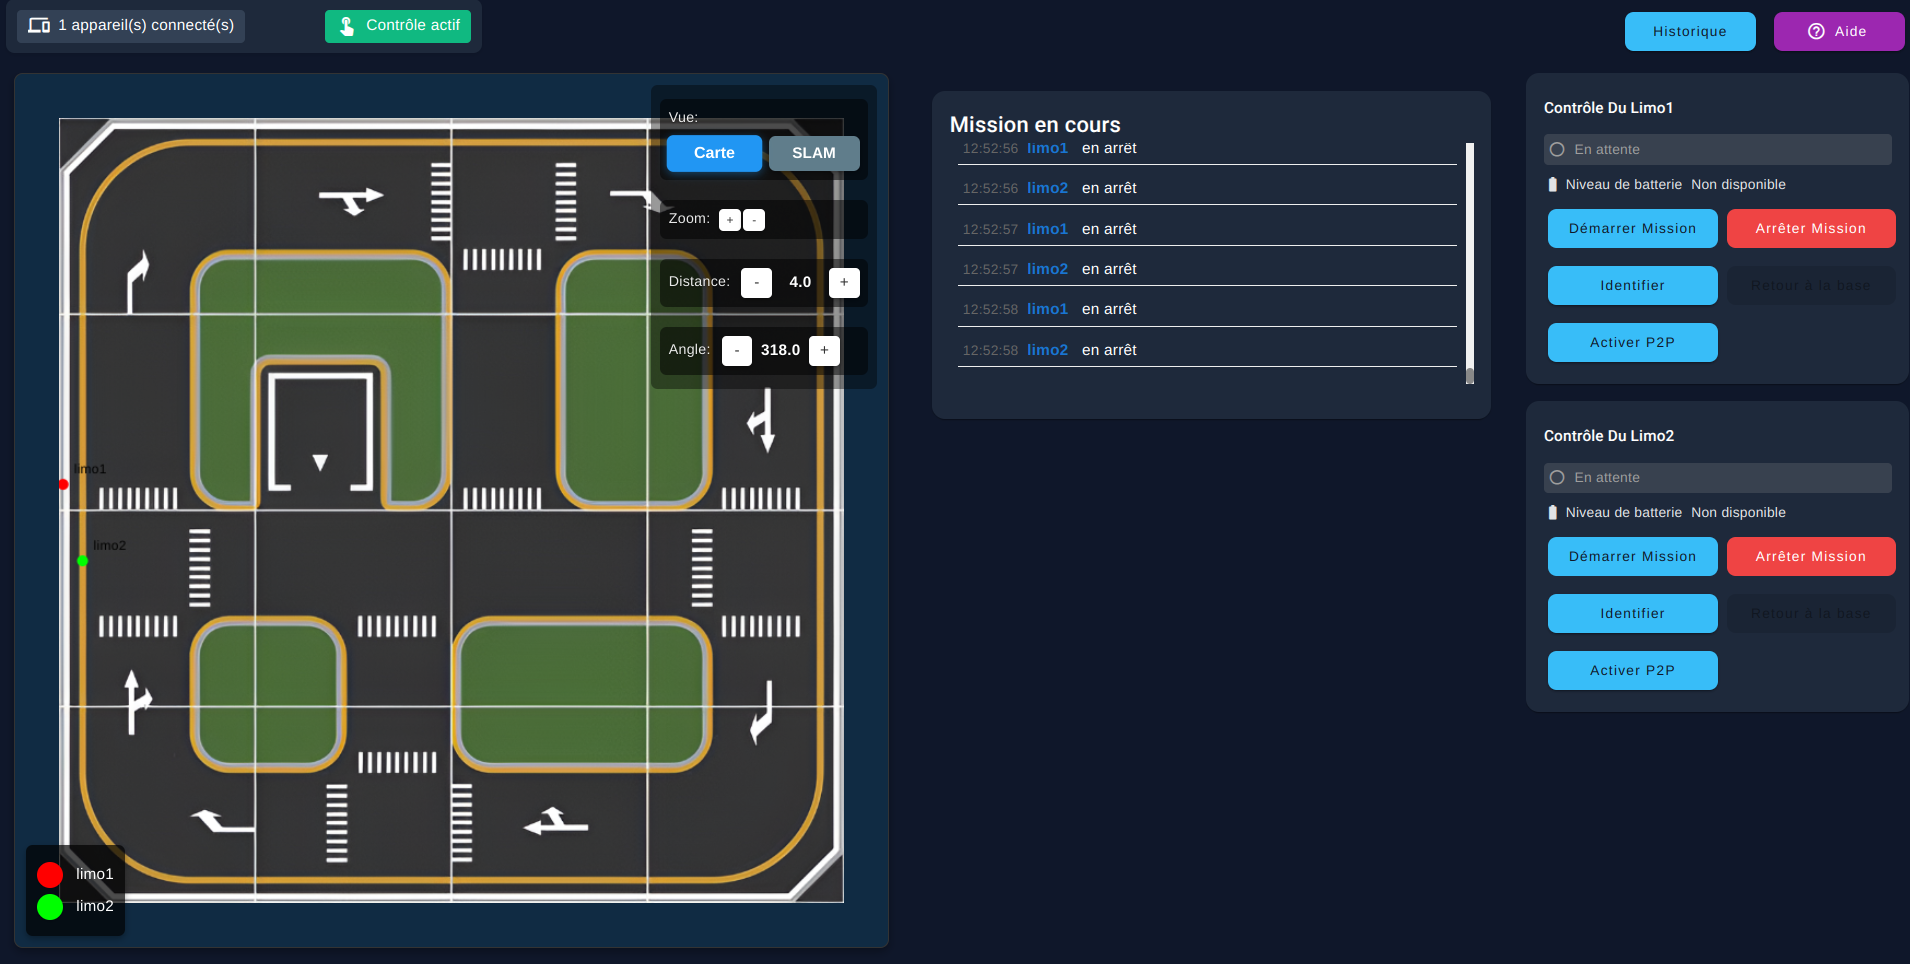 1 appareil(s) connecté(s)
Contrôle actif
Historique
Aide
Vue:
Carte
SLAM
Zoom:
+
-
Distance:
-
4.0
+
Angle:
-
318.0
+
limo1
limo2
limo1
limo2
Mission en cours
12:52:56 limo1 en arrêt
12:52:56 limo2 en arrêt
12:52:57 limo1 en arrêt
12:52:57 limo2 en arrêt
12:52:58 limo1 en arrêt
12:52:58 limo2 en arrêt
Contrôle Du Limo1
En attente
Niveau de batterie Non disponible
Démarrer Mission
Arrêter Mission
Identifier
Retour à la base
Activer P2P
Contrôle Du Limo2
En attente
Niveau de batterie Non disponible
Démarrer Mission
Arrêter Mission
Identifier
Retour à la base
Activer P2P